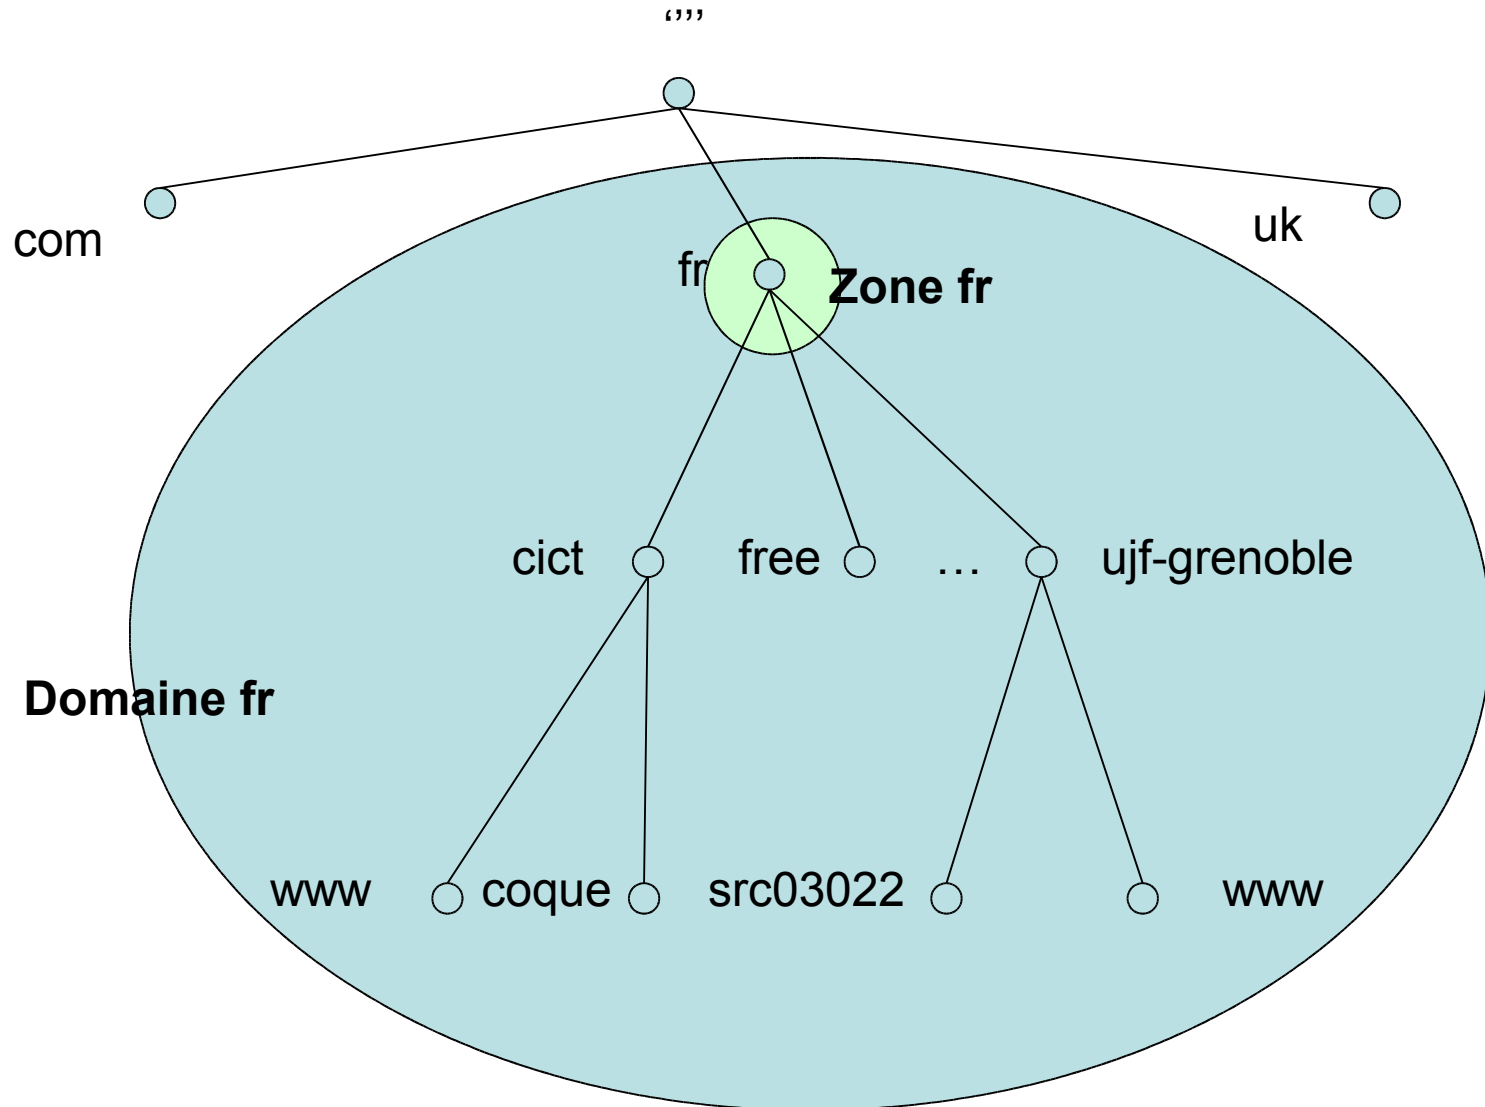 ‘’’’
com
uk
fr
Zone fr
cict
free
…
ujf-grenoble
Domaine fr
www
coque
src03022
www